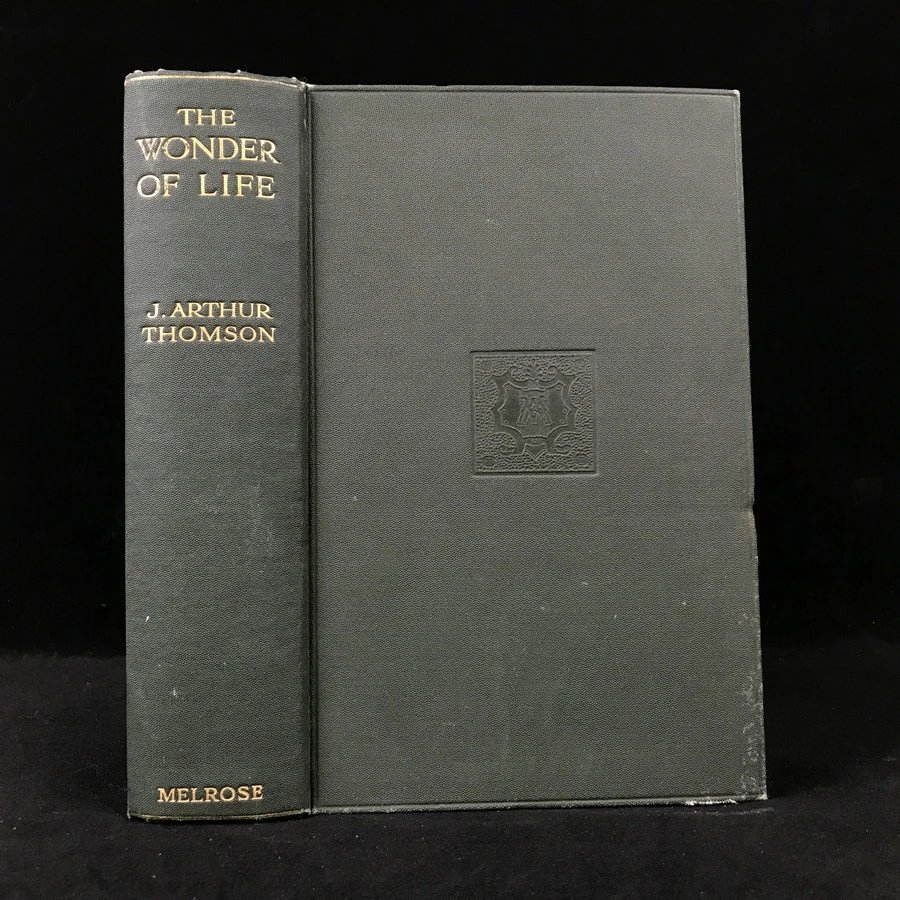 THE
WONDER
OF LIFE
J. ARTHUR
THOMSON
MELROSE